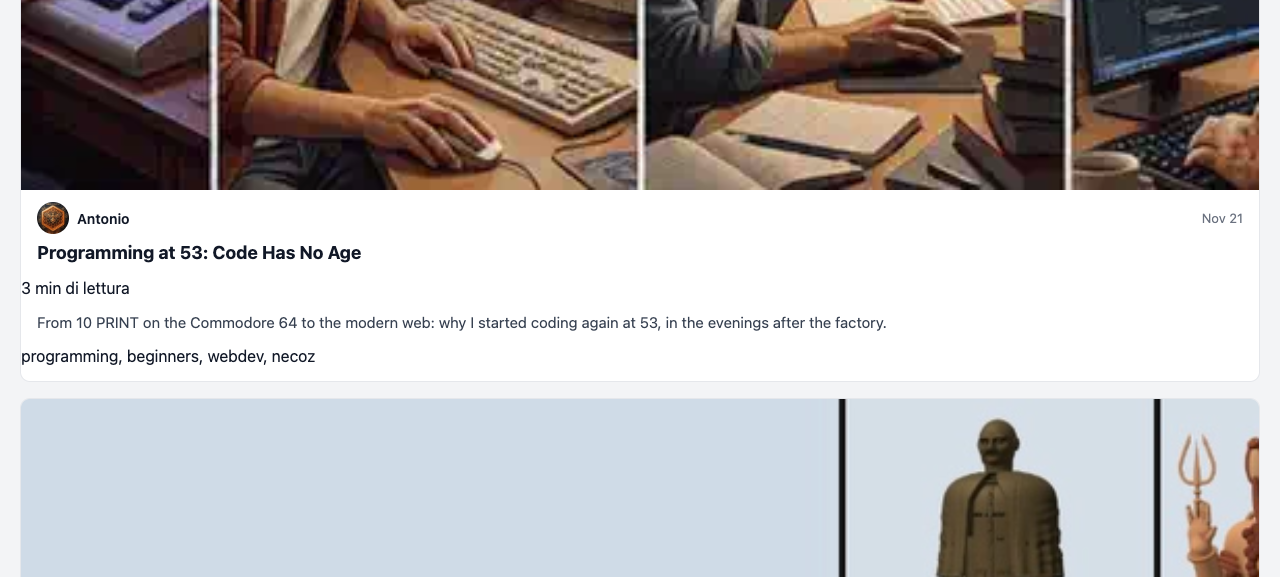 Antonio
Nov 21
Programming at 53: Code Has No Age
3 min di lettura
From 10 PRINT on the Commodore 64 to the modern web: why I started coding again at 53, in the evenings after the factory.
programming, beginners, webdev, necoz